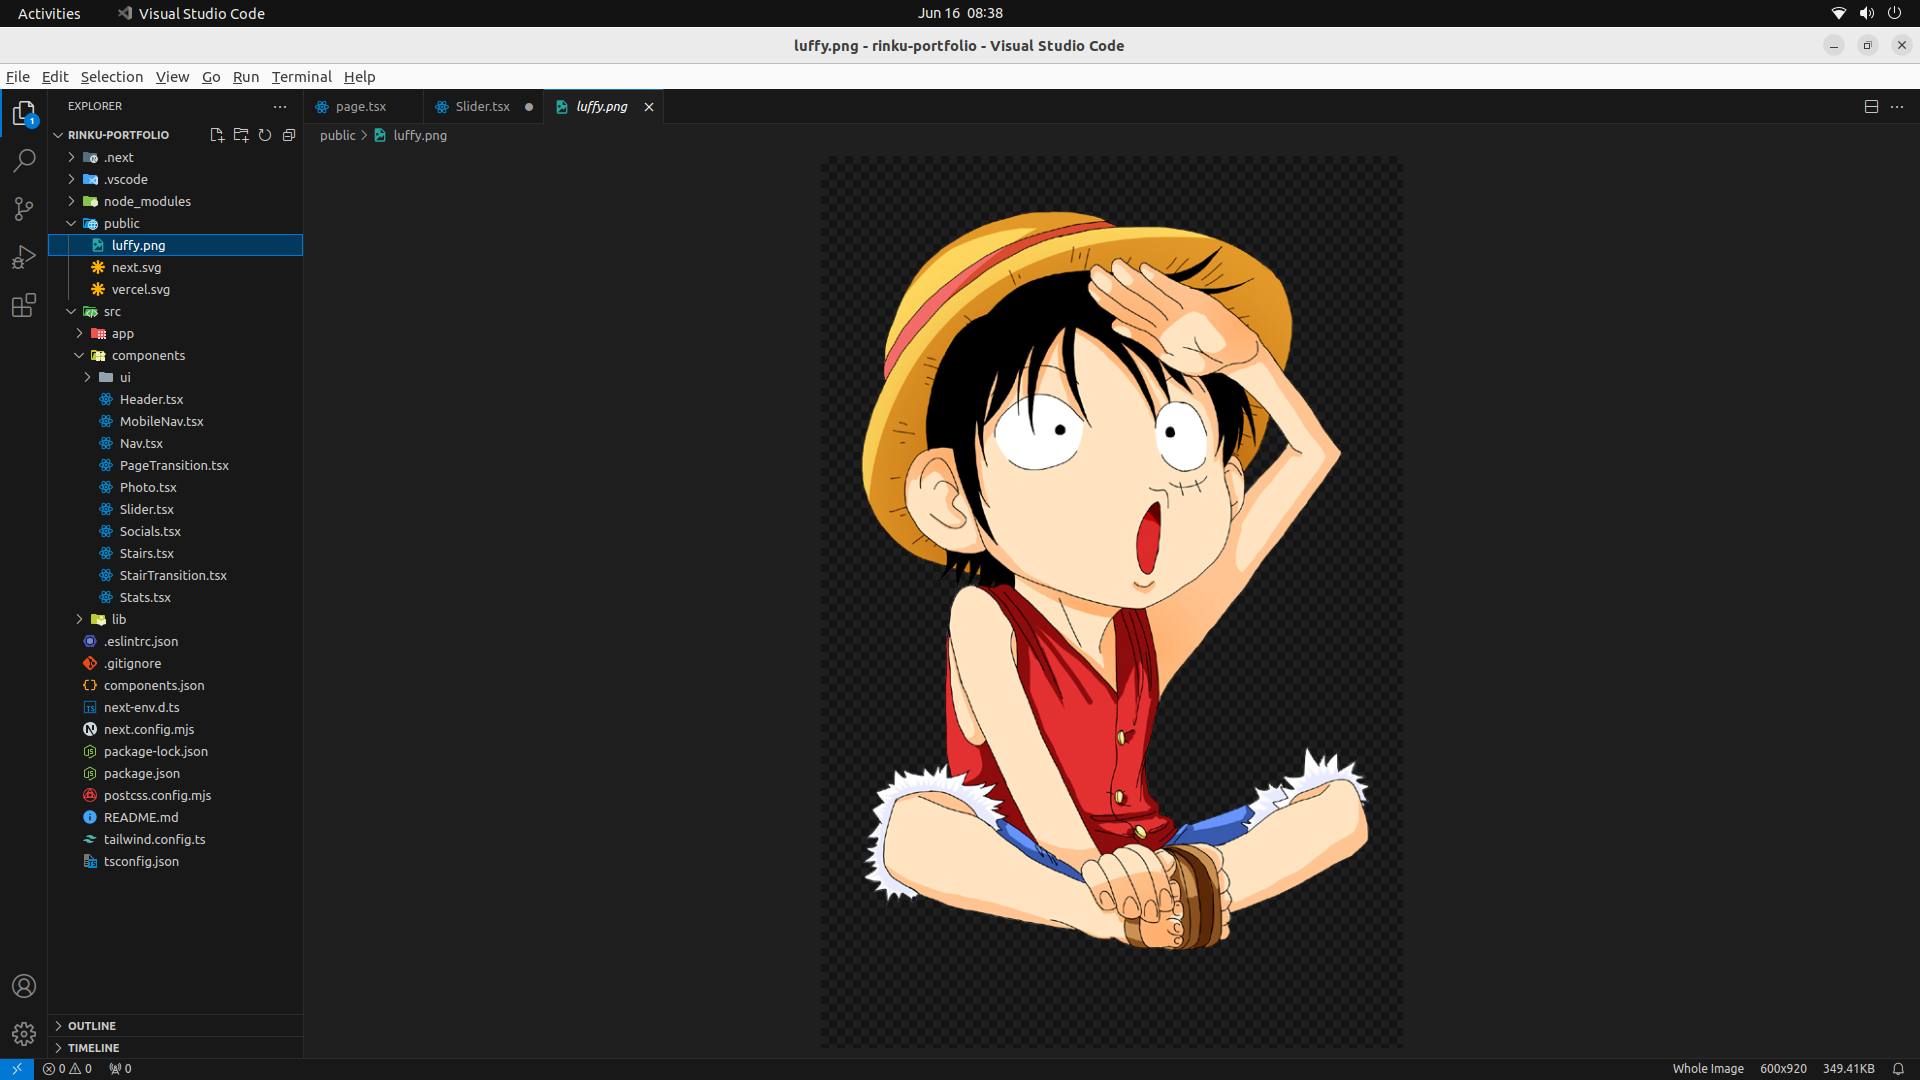 Activities Visual Studio Code Jun 16 08:38
luffy.png - rinku-portfolio - Visual Studio Code
File Edit Selection View Go Run Terminal Help
EXPLORER
page.tsx Slider.tsx luffy.png
1
RINKU-PORTFOLIO
public luffy.png
.next
.vscode
node_modules
public
luffy.png
next.svg
vercel.svg
src
app
components
ui
Header.tsx
MobileNav.tsx
Nav.tsx
PageTransition.tsx
Photo.tsx
Slider.tsx
Socials.tsx
Stairs.tsx
StairTransition.tsx
Stats.tsx
lib
.eslintrc.json
.gitignore
components.json
next-env.d.ts
next.config.mjs
package-lock.json
package.json
postcss.config.mjs
README.md
tailwind.config.ts
tsconfig.json
OUTLINE
TIMELINE
0 0 0 Whole Image 600x920 349.41KB